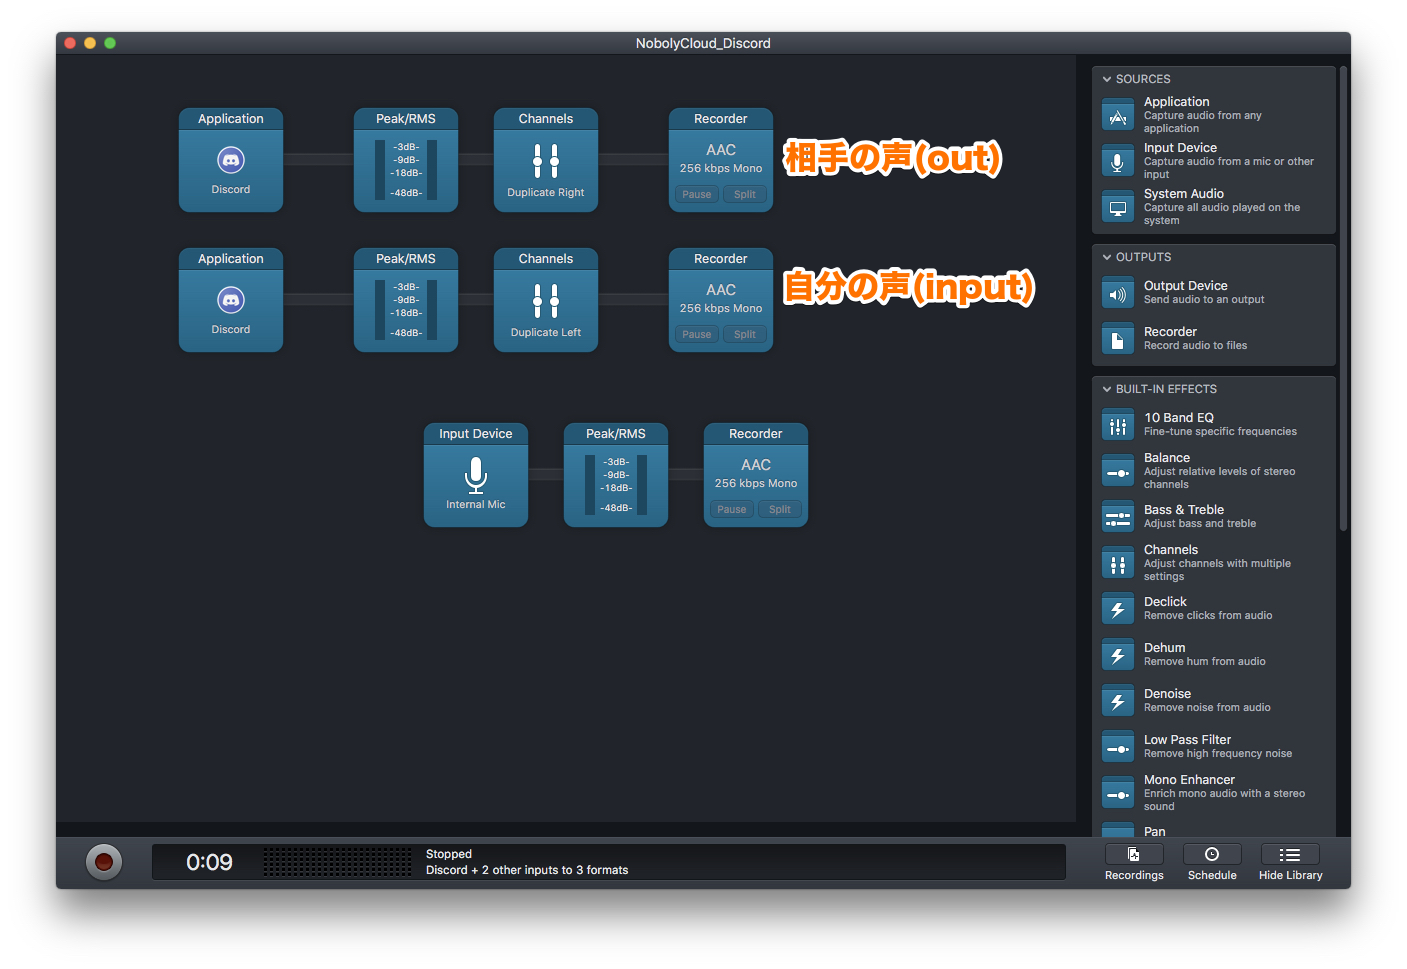 NobolyCloud_Discord
Application
Discord
Peak/RMS
-3dB-
-9dB-
-18dB-
-48dB-
Channels
Duplicate Right
Recorder
AAC
256 kbps Mono
Pause Split
相手の声(out)
Application
Discord
Peak/RMS
-3dB-
-9dB-
-18dB-
-48dB-
Channels
Duplicate Left
Recorder
AAC
256 kbps Mono
Pause Split
自分の声(input)
Input Device
Internal Mic
Peak/RMS
-3dB-
-9dB-
-18dB-
-48dB-
Recorder
AAC
256 kbps Mono
Pause Split
SOURCES
Application
Capture audio from any
application
Input Device
Capture audio from a mic or other
input
System Audio
Capture all audio played on the
system
OUTPUTS
Output Device
Send audio to an output
Recorder
Record audio to files
BUILT-IN EFFECTS
10 Band EQ
Fine-tune specific frequencies
Balance
Adjust relative levels of stereo
channels
Bass & Treble
Adjust bass and treble
Channels
Adjust channels with multiple
settings
Declick
Remove clicks from audio
Dehum
Remove hum from audio
Denoise
Remove noise from audio
Low Pass Filter
Remove high frequency noise
Mono Enhancer
Enrich mono audio with a stereo
sound
Pan
0:09
Stopped
Discord + 2 other inputs to 3 formats
Recordings
Schedule
Hide Library